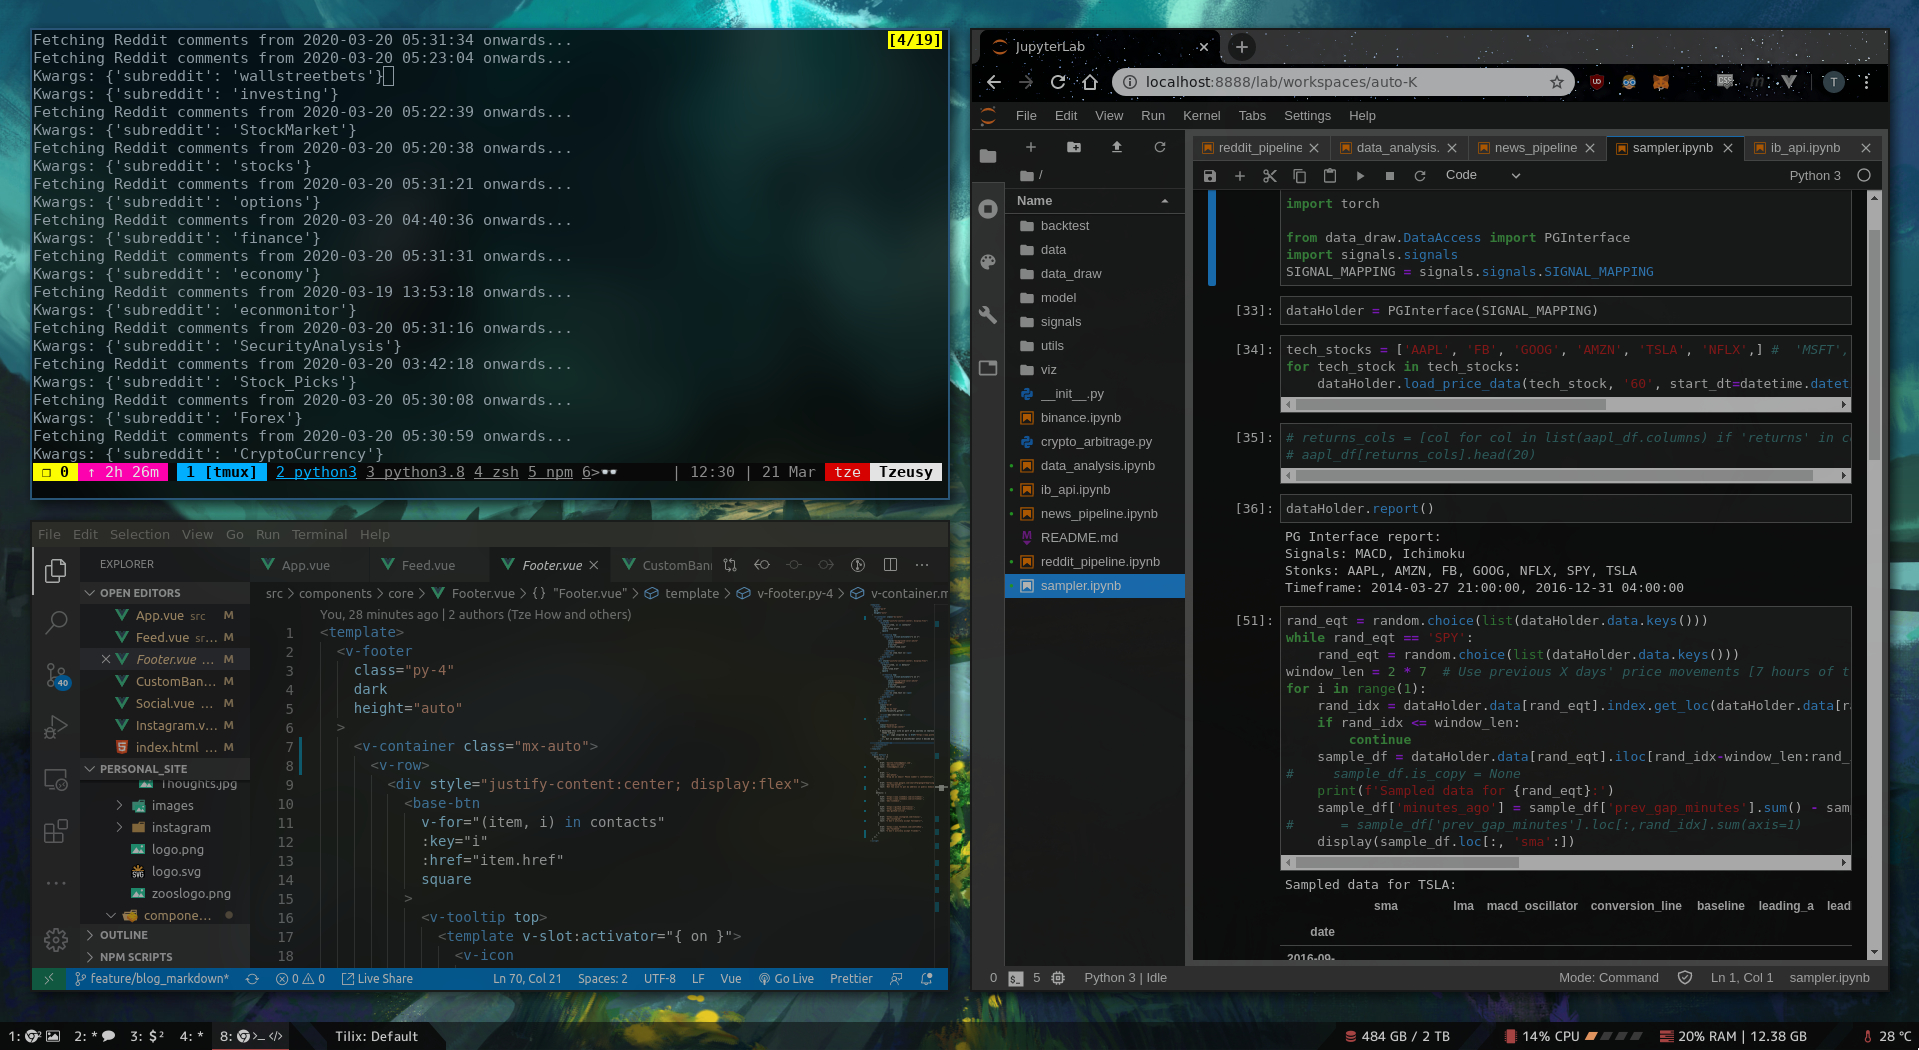 Fetching Reddit comments from 2020-03-20 05:31:34 onwards...
[4/19]
Fetching Reddit comments from 2020-03-20 05:23:04 onwards...
Kwargs: {'subreddit': 'wallstreetbets'}
Kwargs: {'subreddit': 'investing'}
Fetching Reddit comments from 2020-03-20 05:22:39 onwards...
Kwargs: {'subreddit': 'StockMarket'}
Fetching Reddit comments from 2020-03-20 05:20:38 onwards...
Kwargs: {'subreddit': 'stocks'}
Fetching Reddit comments from 2020-03-20 05:31:21 onwards...
Kwargs: {'subreddit': 'options'}
Fetching Reddit comments from 2020-03-20 04:40:36 onwards...
Kwargs: {'subreddit': 'finance'}
Fetching Reddit comments from 2020-03-20 05:31:31 onwards...
Kwargs: {'subreddit': 'economy'}
Fetching Reddit comments from 2020-03-19 13:53:18 onwards...
Kwargs: {'subreddit': 'econmonitor'}
Fetching Reddit comments from 2020-03-20 05:31:16 onwards...
Kwargs: {'subreddit': 'SecurityAnalysis'}
Fetching Reddit comments from 2020-03-20 03:42:18 onwards...
Kwargs: {'subreddit': 'Stock_Picks'}
Fetching Reddit comments from 2020-03-20 05:30:08 onwards...
Kwargs: {'subreddit': 'Forex'}
Fetching Reddit comments from 2020-03-20 05:30:59 onwards...
Kwargs: {'subreddit': 'CryptoCurrency'}
❐ 0 ↑ 2h 26m 1 [tmux] 2 python3 3 python3.8 4 zsh 5 npm 6> | 12:30 | 21 Mar tze Tzeusy
File Edit Selection View Go Run Terminal Help
EXPLORER
OPEN EDITORS
App.vue src M
Feed.vue sr... M
Footer.vue ... M
CustomBan... M
Social.vue ... M
Instagram.v... M
index.html ... M
PERSONAL_SITE
Thoughts.jpg
images
instagram
logo.png
logo.svg
zooslogo.png
compone...
OUTLINE
NPM SCRIPTS
40
App.vue Feed.vue Footer.vue CustomBan
src > components > core > Footer.vue > {} "Footer.vue" > template > v-footer.py-4 > v-container.m
You, 28 minutes ago | 2 authors (Tze How and others)
1 <template>
2 <v-footer
3 class="py-4"
4 dark
5 height="auto"
6 >
7 <v-container class="mx-auto">
8 <v-row>
9 <div style="justify-content:center; display:flex">
10 <base-btn
11 v-for="(item, i) in contacts"
12 :key="i"
13 :href="item.href"
14 square
15 >
16 <v-tooltip top>
17 <template v-slot:activator="{ on }">
18 <v-icon
feature/blog_markdown* 0 0 Live Share Ln 70, Col 21 Spaces: 2 UTF-8 LF Vue Go Live Prettier
JupyterLab
localhost:8888/lab/workspaces/auto-K
T
File Edit View Run Kernel Tabs Settings Help
/
Name
backtest
data
data_draw
model
signals
utils
viz
__init__.py
binance.ipynb
crypto_arbitrage.py
data_analysis.ipynb
ib_api.ipynb
news_pipeline.ipynb
README.md
reddit_pipeline.ipynb
sampler.ipynb
reddit_pipeline data_analysis. news_pipeline sampler.ipynb ib_api.ipynb
Code Python 3
import torch
from data_draw.DataAccess import PGInterface
import signals.signals
SIGNAL_MAPPING = signals.signals.SIGNAL_MAPPING
[33]: dataHolder = PGInterface(SIGNAL_MAPPING)
[34]: tech_stocks = ['AAPL', 'FB', 'GOOG', 'AMZN', 'TSLA', 'NFLX',] # 'MSFT',
for tech_stock in tech_stocks:
dataHolder.load_price_data(tech_stock, '60', start_dt=datetime.datet
[35]: # returns_cols = [col for col in list(aapl_df.columns) if 'returns' in c
# aapl_df[returns_cols].head(20)
[36]: dataHolder.report()
PG Interface report:
Signals: MACD, Ichimoku
Stonks: AAPL, AMZN, FB, GOOG, NFLX, SPY, TSLA
Timeframe: 2014-03-27 21:00:00, 2016-12-31 04:00:00
[51]: rand_eqt = random.choice(list(dataHolder.data.keys()))
while rand_eqt == 'SPY':
rand_eqt = random.choice(list(dataHolder.data.keys()))
window_len = 2 * 7 # Use previous X days' price movements [7 hours of t
for i in range(1):
rand_idx = dataHolder.data[rand_eqt].index.get_loc(dataHolder.data[r
if rand_idx <= window_len:
continue
sample_df = dataHolder.data[rand_eqt].iloc[rand_idx-window_len:rand_
# sample_df.is_copy = None
print(f'Sampled data for {rand_eqt}:')
sample_df['minutes_ago'] = sample_df['prev_gap_minutes'].sum() - sam
# = sample_df['prev_gap_minutes'].loc[:,rand_idx].sum(axis=1)
display(sample_df.loc[:, 'sma':])
Sampled data for TSLA:
sma lma macd_oscillator conversion_line baseline leading_a leadi
date
2016-09-
0 5 Python 3 | Idle Mode: Command Ln 1, Col 1 sampler.ipynb
1: 2 2: * 3: $ 2 4: * 8: Tilix: Default 484 GB / 2 TB 14% CPU 20% RAM | 12.38 GB 28 °C